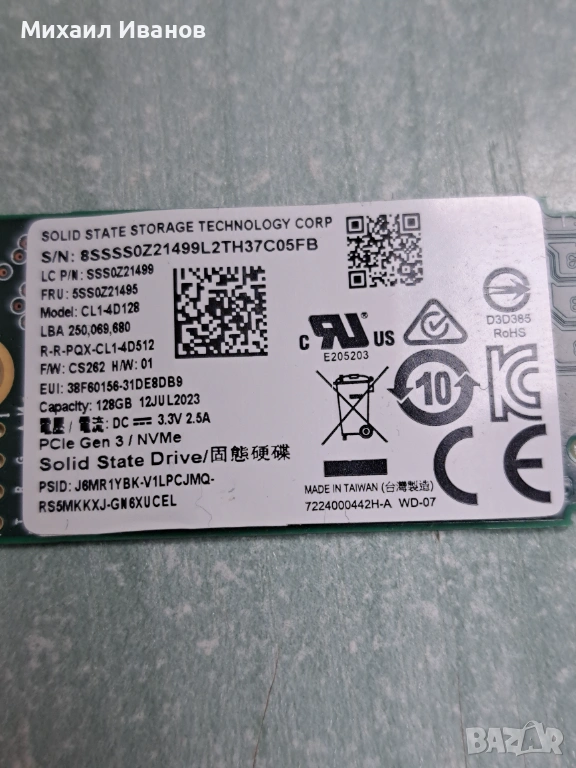 Михаил Иванов
SOLID STATE STORAGE TECHNOLOGY CORP
S/N: 8SSSS0Z21499L2TH37C05FB
LC P/N: SSS0Z21499
FRU: 5SS0Z21495
Model: CL1-4D128
LBA 250,069,680
R-R-PQX-CL1-4D512
F/W: CS262 H/W: 01
EUI: 38F60156-31DE8DB9
Capacity: 128GB 12JUL2023
電壓 / 電流: DC 3.3V 2.5A
PCIe Gen 3 / NVMe
Solid State Drive/固態硬碟
PSID: J6MR1YBK-V1LPCJMQ-
RS5MKKXJ-GN6XUCEL
C US
E205203
10
D3D385
RoHS
MADE IN TAIWAN (台灣製造)
7224000442H-A WD-07
BAZAR